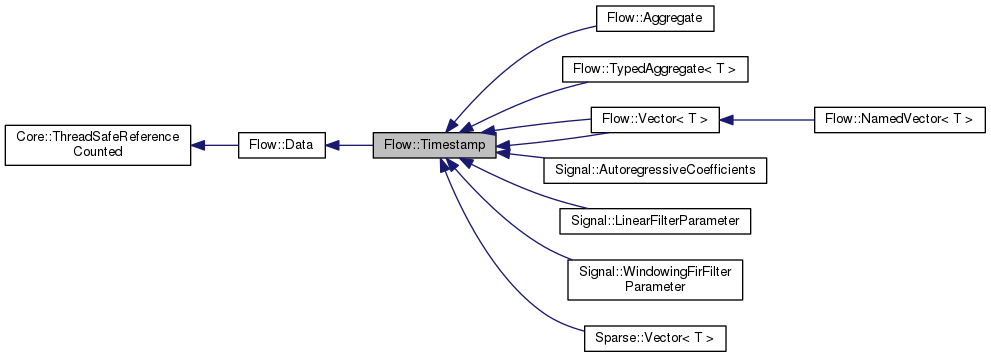 Flow::Aggregate
Flow::TypedAggregate< T >
Core::ThreadSafeReference
Counted
Flow::Data
Flow::Timestamp
Flow::Vector< T >
Flow::NamedVector< T >
Signal::AutoregressiveCoefficients
Signal::LinearFilterParameter
Signal::WindowingFirFilter
Parameter
Sparse::Vector< T >